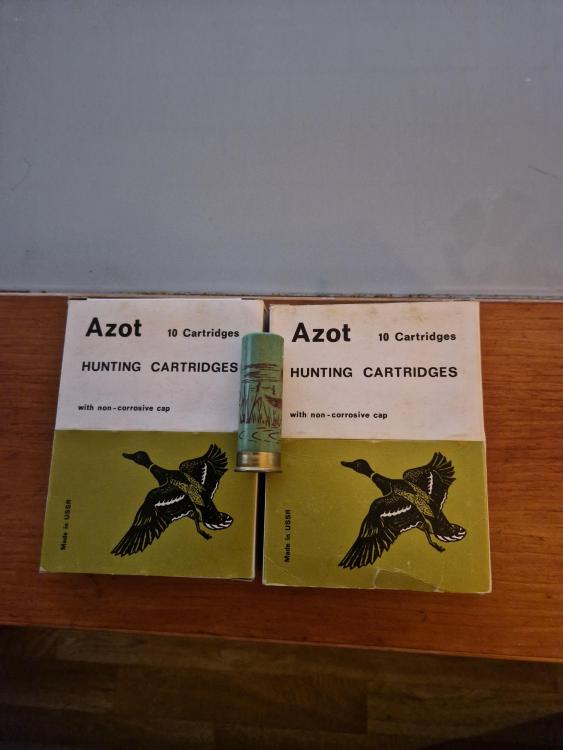 Azot 10 Cartridges
HUNTING CARTRIDGES
with non-corrosive cap
Made in USSR
Azot 10 Cartridges
HUNTING CARTRIDGES
with non-corrosive cap
Made in USSR